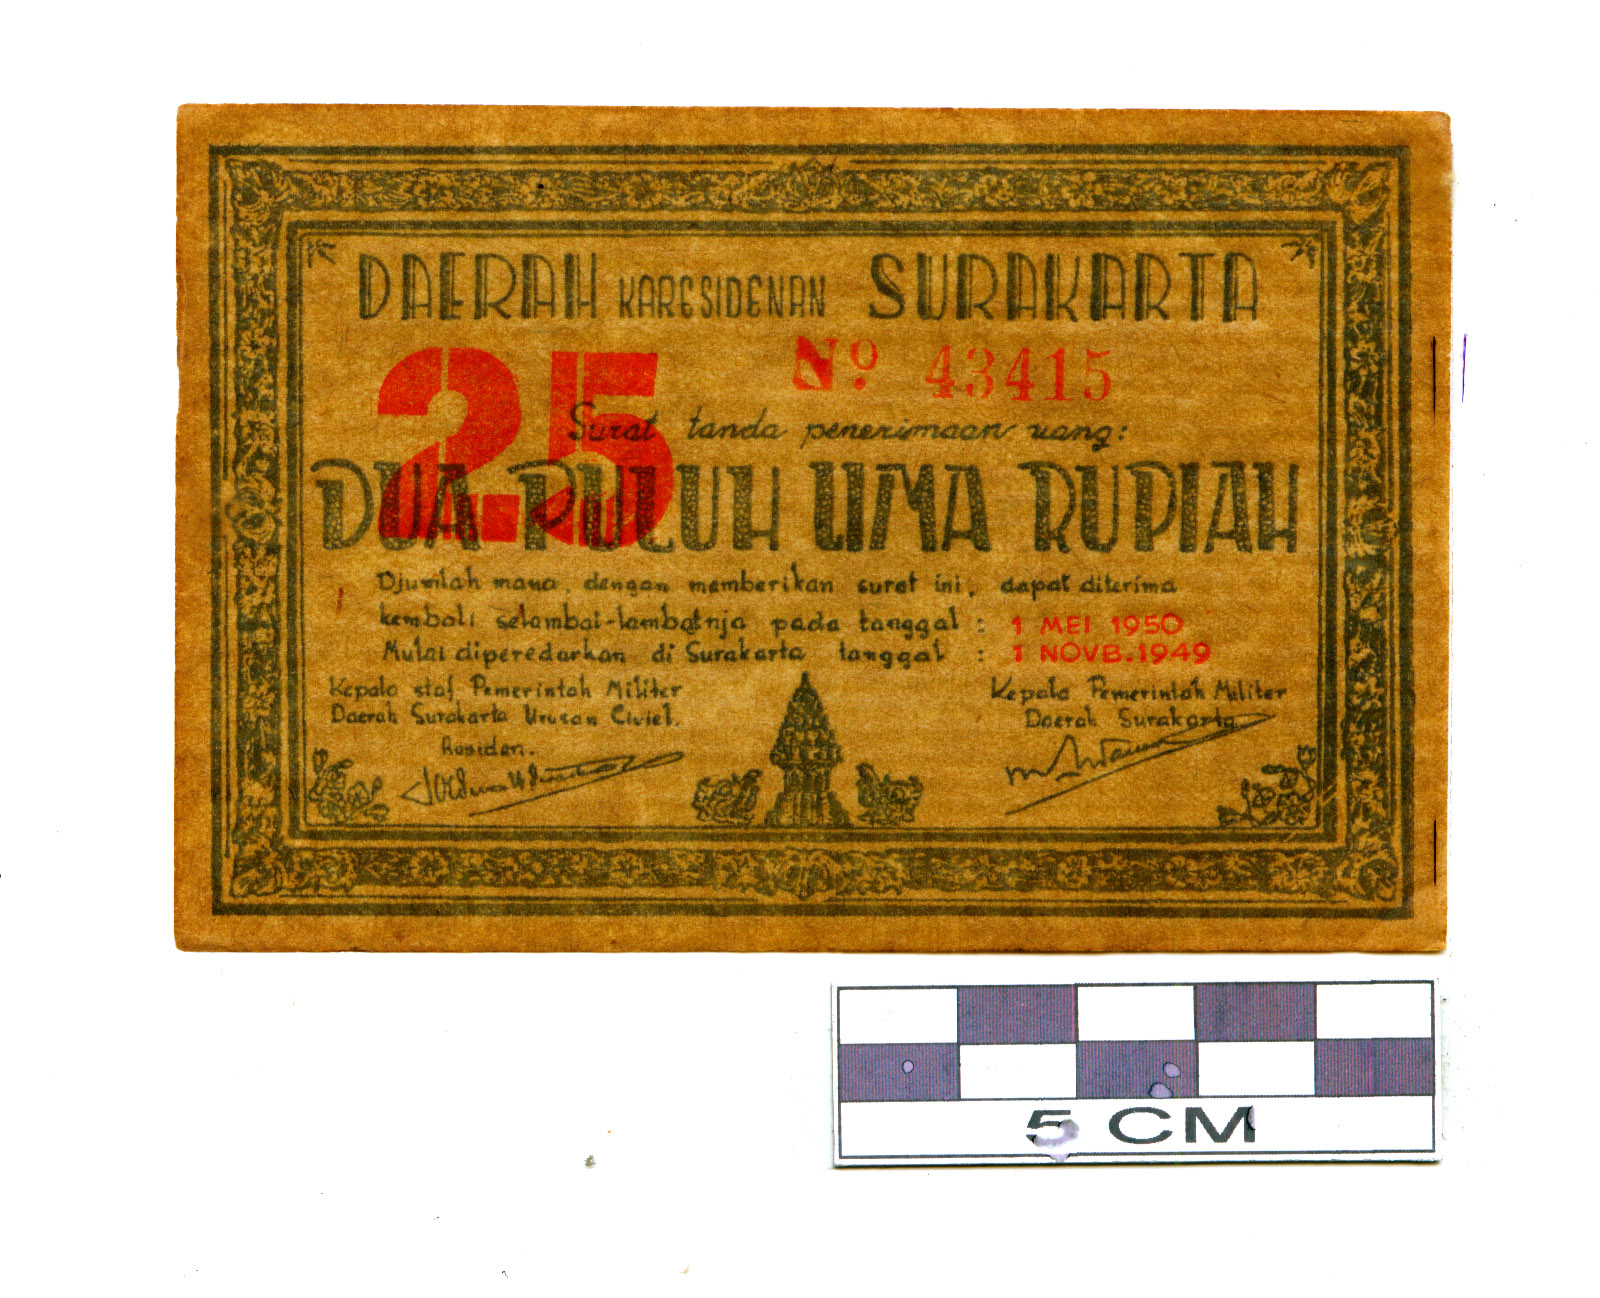 DAERAH KARESIDENAN SURAKARTA
25
No 43415
Surat tanda penerimaan uang:
DUA PULUH LIMA RUPIAH
Djumlah mana, dengan memberikan surat ini, dapat diterima
kembali selambat-lambatnja pada tanggal : 1 MEI 1950
Mulai diperedarkan di Surakarta tanggal : 1 NOVB. 1949
Kepala staf Pemerintah Militer
Daerah Surakarta Urusan Civiel.
Residen.
Kepala Pemerintah Militer
Daerah Surakarta
5 CM